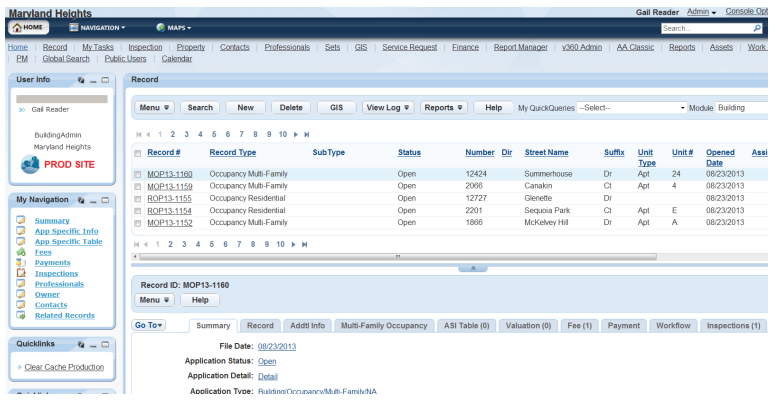 Maryland Heights Gail Reader Admin Console Opt
HOME NAVIGATION MAPS Search...
Home Record My Tasks Inspection Property Contacts Professionals Sets GIS Service Request Finance Report Manager v360 Admin AA Classic Reports Assets Work
PM Global Search Public Users Calendar
User Info
Gail Reader
BuildingAdmin
Maryland Heights
PROD SITE
My Navigation
Summary
App Specific Info
App Specific Table
Fees
Payments
Inspections
Professionals
Owner
Contacts
Related Records
Quicklinks
» Clear Cache Production
Record
Menu Search New Delete GIS View Log Reports Help My QuickQueries --Select-- Module Building
1 2 3 4 5 6 7 8 9 10
Record # Record Type SubType Status Number Dir Street Name Suffix Unit Type Unit # Opened Date Assi
MOP13-1160 Occupancy Multi-Family Open 12424 Summerhouse Dr Apt 24 08/23/2013
MOP13-1159 Occupancy Multi-Family Open 2066 Canakin Ct Apt 4 08/23/2013
ROP13-1155 Occupancy Residential Open 12727 Glenette Dr 08/23/2013
ROP13-1154 Occupancy Residential Open 2201 Sequoia Park Ct Apt E 08/23/2013
MOP13-1152 Occupancy Multi-Family Open 1866 McKelvey Hill Dr Apt A 08/23/2013
1 2 3 4 5 6 7 8 9 10
Record ID: MOP13-1160
Menu Help
Go To Summary Record Addtl Info Multi-Family Occupancy ASI Table (0) Valuation (0) Fee (1) Payment Workflow Inspections (1)
File Date: 08/23/2013
Application Status: Open
Application Detail: Detail
Application Type: Building/Occupancy/Multi-Family/NA